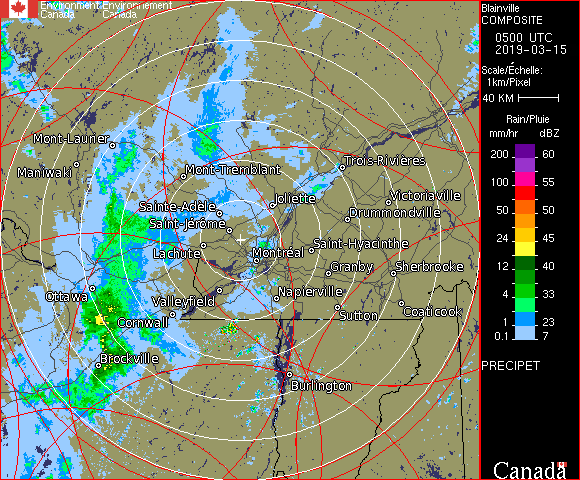 Environment Environnement
Canada Canada
Mont-Laurier
Maniwaki
Mont-Tremblant
Trois-Rivières
Sainte-Adèle
Joliette
Victoriaville
Saint-Jérôme
Drummondville
Lachute
Montréal
Saint-Hyacinthe
Granby
Sherbrooke
Ottawa
Valleyfield
Napierville
Cornwall
Sutton
Coaticook
Brockville
Burlington
Blainville
COMPOSITE
0500 UTC
2019-03-15
Scale/Échelle:
1km/Pixel
40 KM
Rain/Pluie
mm/hr dBZ
200 60
100 55
50 50
24 45
12 40
4 33
1 23
0.1 7
PRECIPET
Canada